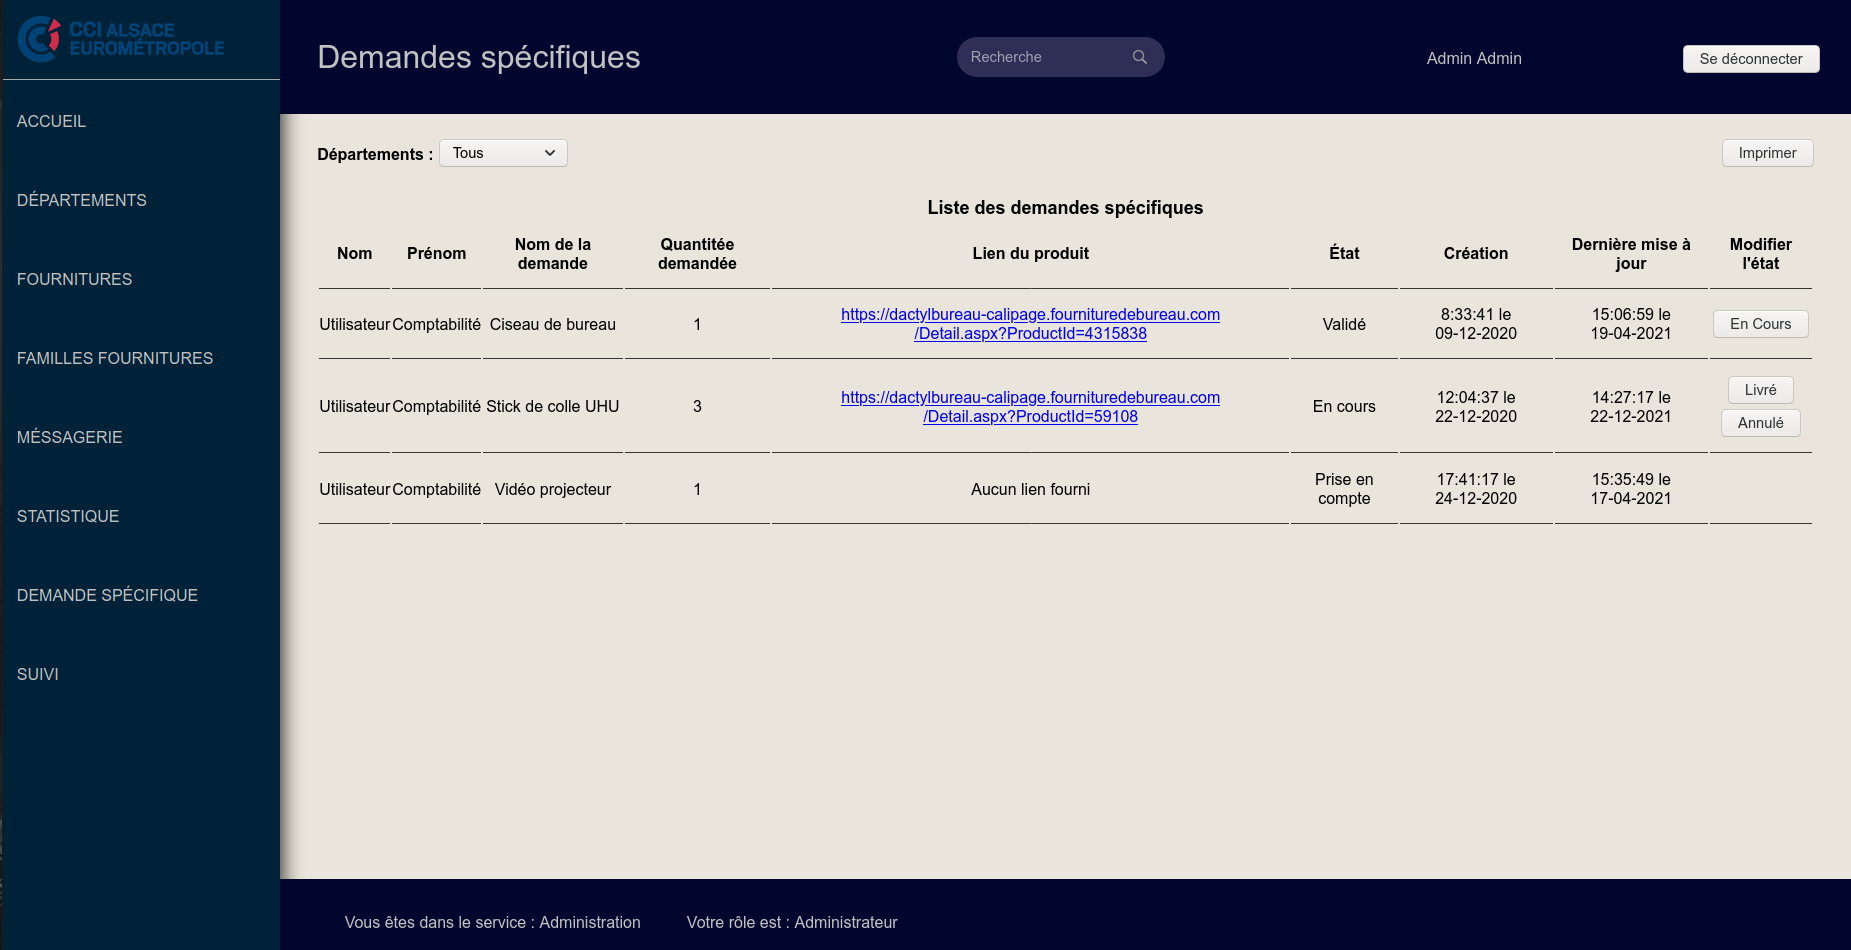 CCI ALSACE
EUROMÉTROPOLE
Demandes spécifiques
Recherche
Admin Admin
Se déconnecter
ACCUEIL
DÉPARTEMENTS
FOURNITURES
FAMILLES FOURNITURES
MÉSSAGERIE
STATISTIQUE
DEMANDE SPÉCIFIQUE
SUIVI
Départements :
Tous
Imprimer
Liste des demandes spécifiques
Nom
Prénom
Nom de la
demande
Quantitée
demandée
Lien du produit
État
Création
Dernière mise à
jour
Modifier
l'état
Utilisateur
Comptabilité
Ciseau de bureau
1
https://dactylbureau-calipage.fournituredebureau.com
/Detail.aspx?ProductId=4315838
Validé
8:33:41 le
09-12-2020
15:06:59 le
19-04-2021
En Cours
Utilisateur
Comptabilité
Stick de colle UHU
3
https://dactylbureau-calipage.fournituredebureau.com
/Detail.aspx?ProductId=59108
En cours
12:04:37 le
22-12-2020
14:27:17 le
22-12-2021
Livré
Annulé
Utilisateur
Comptabilité
Vidéo projecteur
1
Aucun lien fourni
Prise en
compte
17:41:17 le
24-12-2020
15:35:49 le
17-04-2021
Vous êtes dans le service : Administration
Votre rôle est : Administrateur